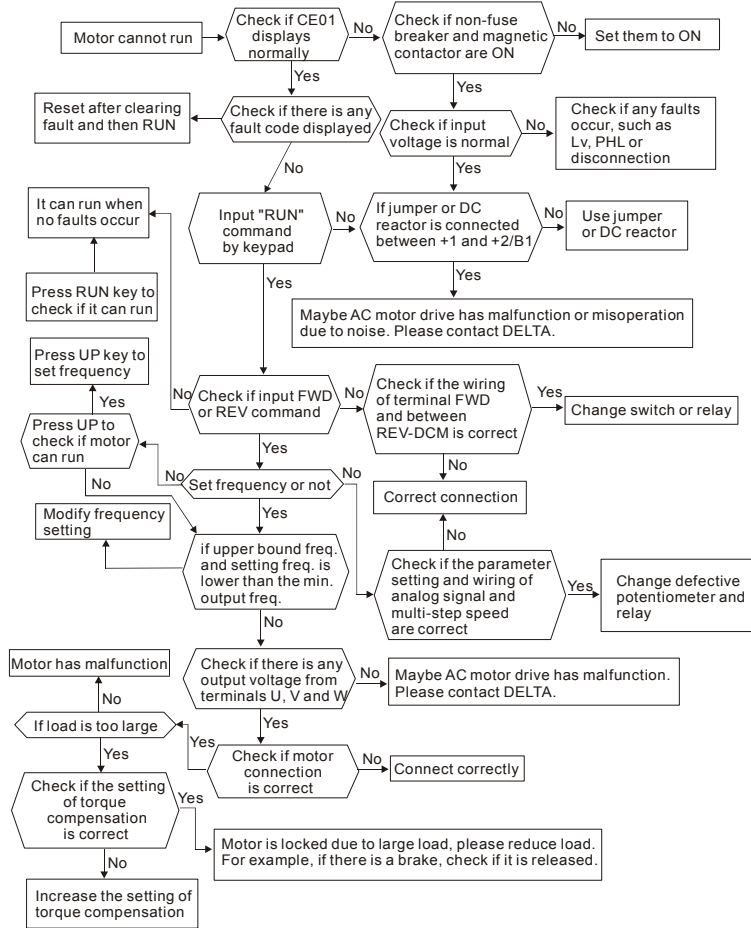 Motor cannot run
Check if CE01
displays
normally
No
Check if non-fuse
breaker and magnetic
contactor are ON
No
Set them to ON
Yes
Yes
Reset after clearing
fault and then RUN
Check if there is any
fault code displayed
Check if input
voltage is normal
No
Check if any faults
occur, such as
Lv, PHL or
disconnection
No
Yes
It can run when
no faults occur
Input "RUN"
command
by keypad
No
If jumper or DC
reactor is connected
between +1 and +2/B1
No
Use jumper
or DC reactor
Press RUN key to
check if it can run
Yes
Yes
Maybe AC motor drive has malfunction or misoperation
due to noise. Please contact DELTA.
Press UP key to
set frequency
Yes
No
Check if input FWD
or REV command
No
Check if the wiring
of terminal FWD
and between
REV-DCM is correct
Yes
Change switch or relay
Press UP to
check if motor
can run
Yes
No
No
Set frequency or not
No
No
Correct connection
Modify frequency
setting
Yes
No
if upper bound freq.
and setting freq. is
lower than the min.
output freq.
Check if the parameter
setting and wiring of
analog signal and
multi-step speed
are correct
Yes
Change defective
potentiometer and
relay
No
Motor has malfunction
Check if there is any
output voltage from
terminals U, V and W
No
Maybe AC motor drive has malfunction.
Please contact DELTA.
No
If load is too large
Yes
Yes
Yes
Check if motor
connection
is correct
No
Connect correctly
Check if the setting
of torque
compensation
is correct
Yes
Motor is locked due to large load, please reduce load.
For example, if there is a brake, check if it is released.
No
Increase the setting of
torque compensation